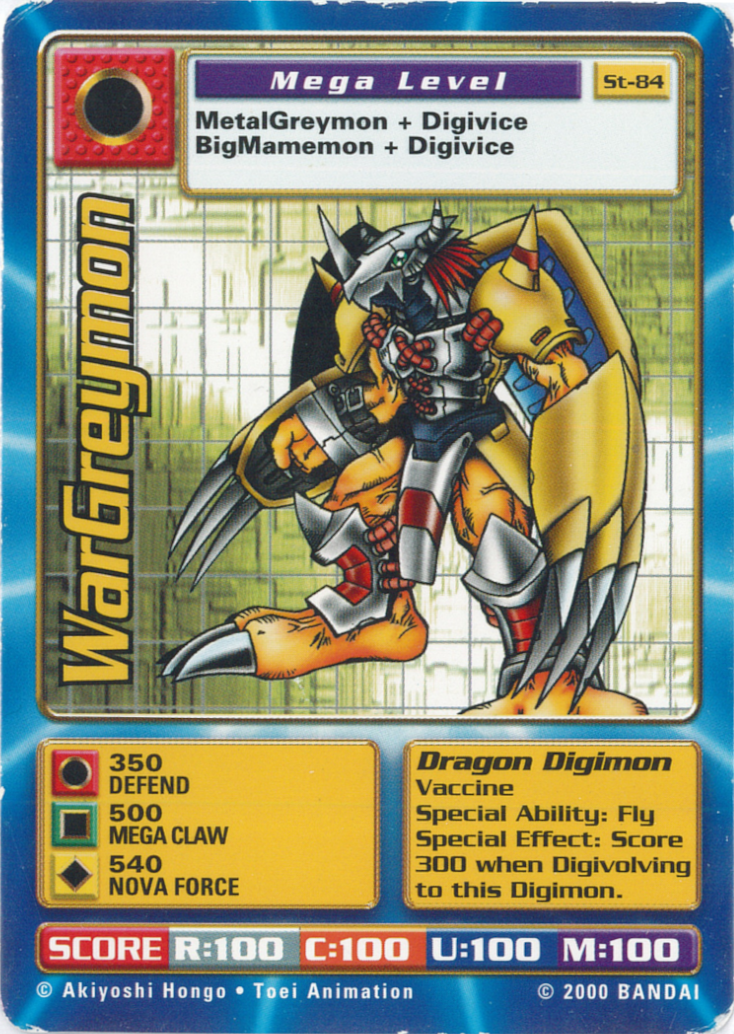 Mega Level
St-84
MetalGreymon + Digivice
BigMamemon + Digivice
WarGreymon
350
DEFEND
500
MEGA CLAW
540
NOVA FORCE
Dragon Digimon
Vaccine
Special Ability: Fly
Special Effect: Score
300 when Digivolving
to this Digimon.
SCORE R:100 C:100 U:100 M:100
© Akiyoshi Hongo • Toei Animation
© 2000 BANDAI